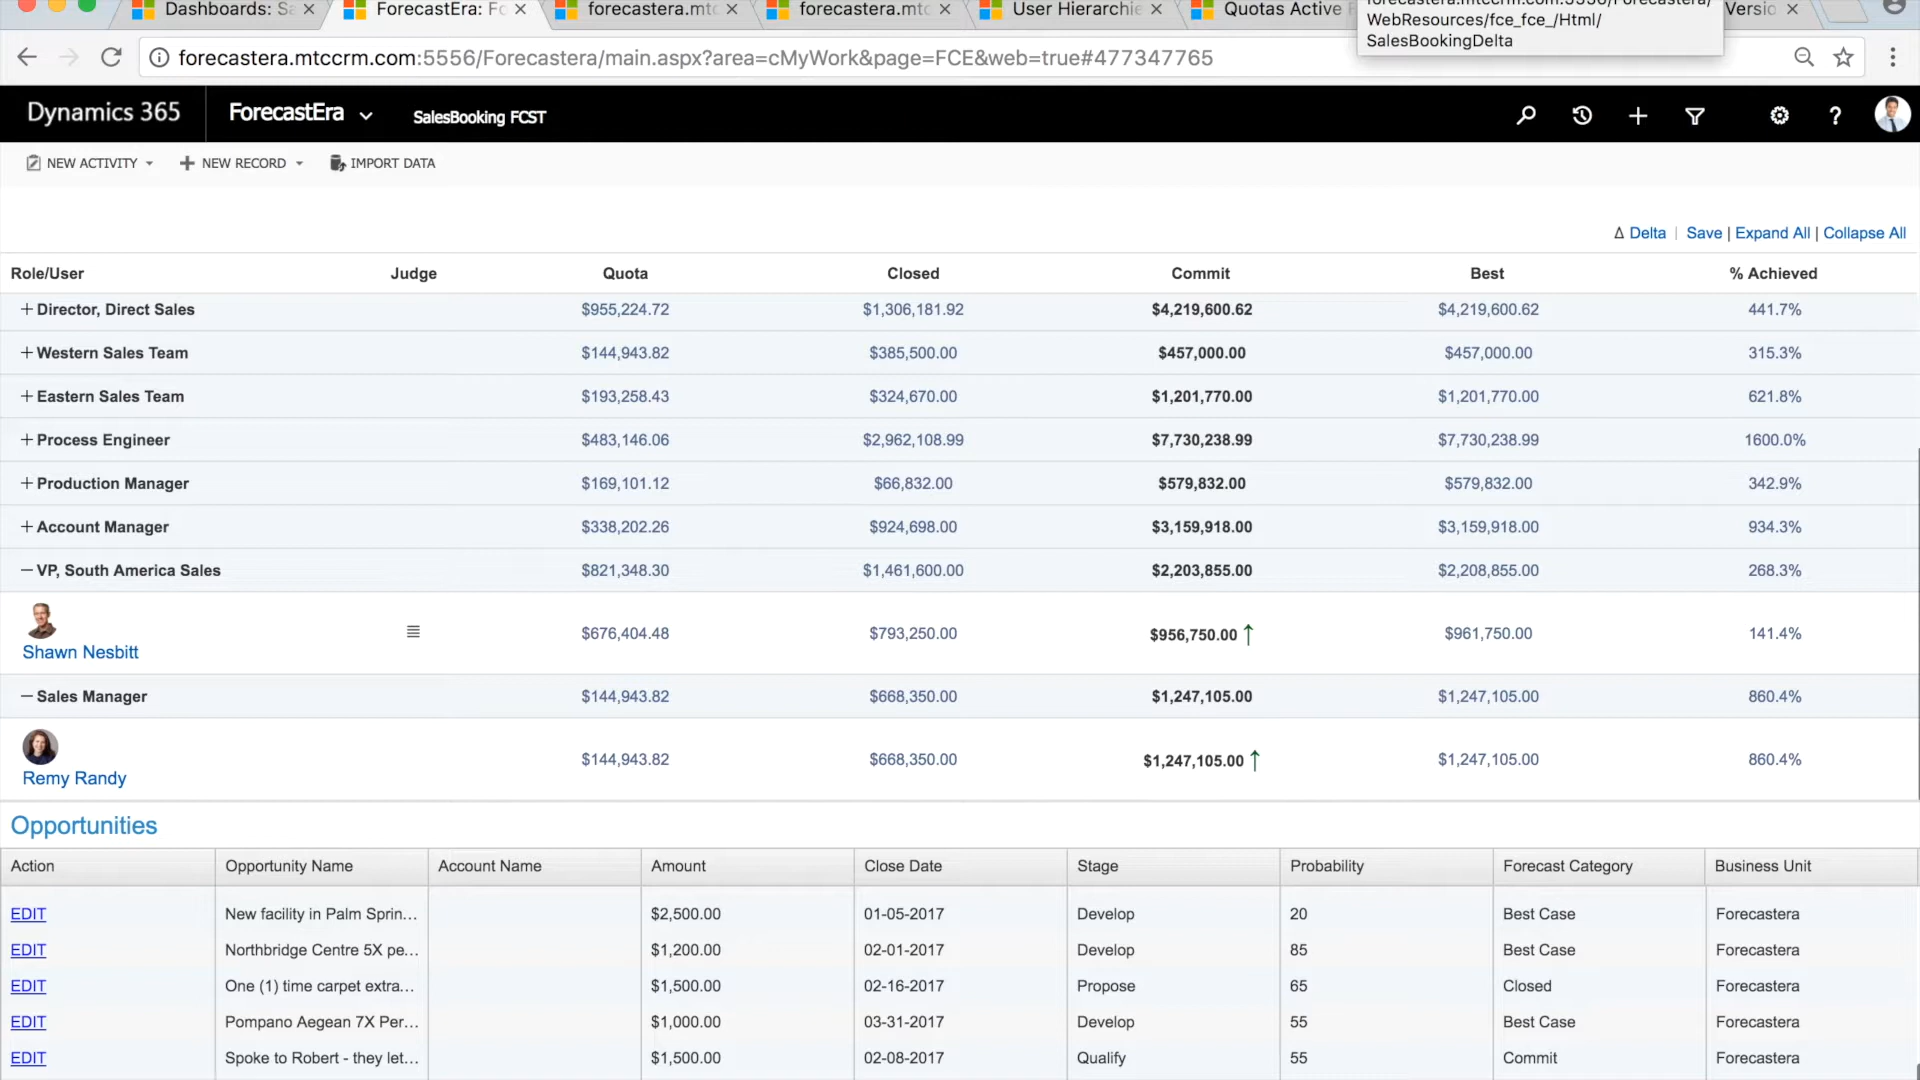 Dashboards: Sa
ForecastEra: Fo
forecastera.mtc
forecastera.mtc
User Hierarchie
Quotas Active
WebResources/fce_fce_/Html/
SalesBookingDelta
Versio
forecastera.mtccrm.com:5556/Forecastera/main.aspx?area=cMyWork&page=FCE&web=true#477347765
Dynamics 365 ForecastEra SalesBooking FCST
NEW ACTIVITY NEW RECORD IMPORT DATA
Δ Delta | Save | Expand All | Collapse All
Role/User Judge Quota Closed Commit Best % Achieved
+ Director, Direct Sales $955,224.72 $1,306,181.92 $4,219,600.62 $4,219,600.62 441.7%
+ Western Sales Team $144,943.82 $385,500.00 $457,000.00 $457,000.00 315.3%
+ Eastern Sales Team $193,258.43 $324,670.00 $1,201,770.00 $1,201,770.00 621.8%
+ Process Engineer $483,146.06 $2,962,108.99 $7,730,238.99 $7,730,238.99 1600.0%
+ Production Manager $169,101.12 $66,832.00 $579,832.00 $579,832.00 342.9%
+ Account Manager $338,202.26 $924,698.00 $3,159,918.00 $3,159,918.00 934.3%
− VP, South America Sales $821,348.30 $1,461,600.00 $2,203,855.00 $2,208,855.00 268.3%
Shawn Nesbitt $676,404.48 $793,250.00 $956,750.00 ↑ $961,750.00 141.4%
− Sales Manager $144,943.82 $668,350.00 $1,247,105.00 $1,247,105.00 860.4%
Remy Randy $144,943.82 $668,350.00 $1,247,105.00 ↑ $1,247,105.00 860.4%
Opportunities
Action Opportunity Name Account Name Amount Close Date Stage Probability Forecast Category Business Unit
EDIT New facility in Palm Sprin... $2,500.00 01-05-2017 Develop 20 Best Case Forecastera
EDIT Northbridge Centre 5X pe... $1,200.00 02-01-2017 Develop 85 Best Case Forecastera
EDIT One (1) time carpet extra... $1,500.00 02-16-2017 Propose 65 Closed Forecastera
EDIT Pompano Aegean 7X Per... $1,000.00 03-31-2017 Develop 55 Best Case Forecastera
EDIT Spoke to Robert - they let... $1,500.00 02-08-2017 Qualify 55 Commit Forecastera